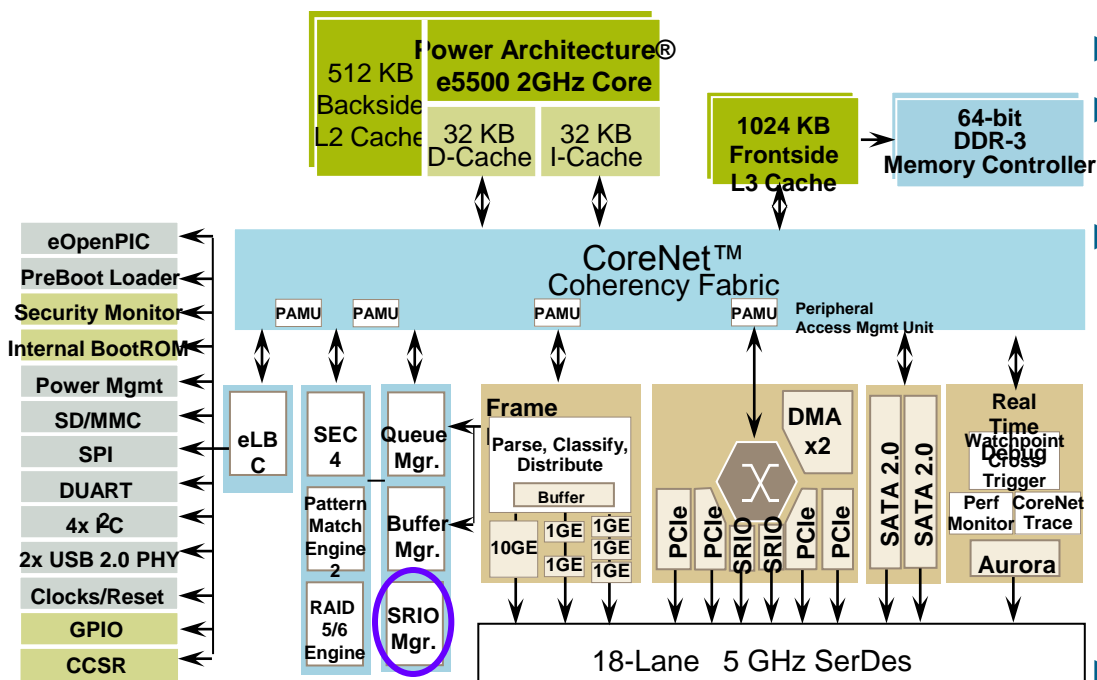 Power Architecture®
e5500 2GHz Core
512 KB
Backside
L2 Cache
32 KB
D-Cache
32 KB
I-Cache
1024 KB
Frontside
L3 Cache
64-bit
DDR-3
Memory Controller
eOpenPIC
PreBoot Loader
Security Monitor
Internal BootROM
Power Mgmt
SD/MMC
SPI
DUART
4x I2C
2x USB 2.0 PHY
Clocks/Reset
GPIO
CCSR
CoreNet™
Coherency Fabric
PAMU
PAMU
PAMU
PAMU
Peripheral
Access Mgmt Unit
eLB
C
SEC
4
Pattern
Match
Engine
2
RAID
5/6
Engine
Queue
Mgr.
Buffer
Mgr.
SRIO
Mgr.
Frame
Parse, Classify,
Distribute
Buffer
10GE
1GE
1GE
1GE
1GE
1GE
DMA
x2
PCIe
PCIe
SRIO
SRIO
PCIe
PCIe
SATA 2.0
SATA 2.0
Real
Time
Debug
Watchpoint
Cross
Trigger
Perf
Monitor
CoreNet
Trace
Aurora
18-Lane 5 GHz SerDes